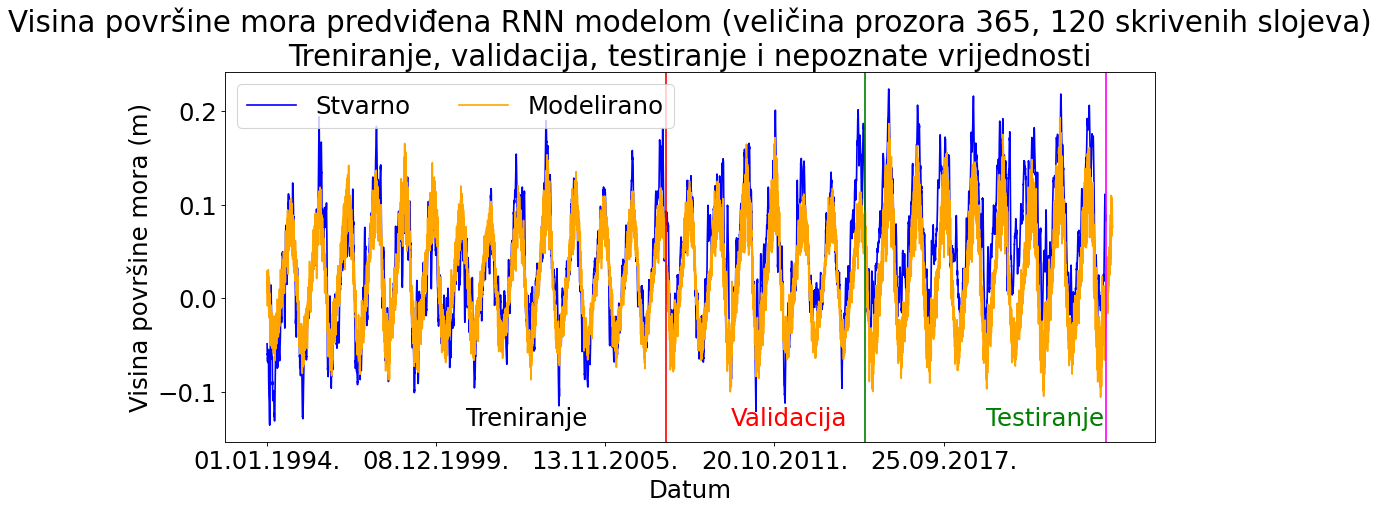 Visina površine mora predviđena RNN modelom (veličina prozora 365, 120 skrivenih slojeva)
Treniranje, validacija, testiranje i nepoznate vrijednosti
Stvarno
Modelirano
Visina površine mora (m)
0.2
0.1
0.0
−0.1
Treniranje
Validacija
Testiranje
01.01.1994.
08.12.1999.
13.11.2005.
20.10.2011.
25.09.2017.
Datum